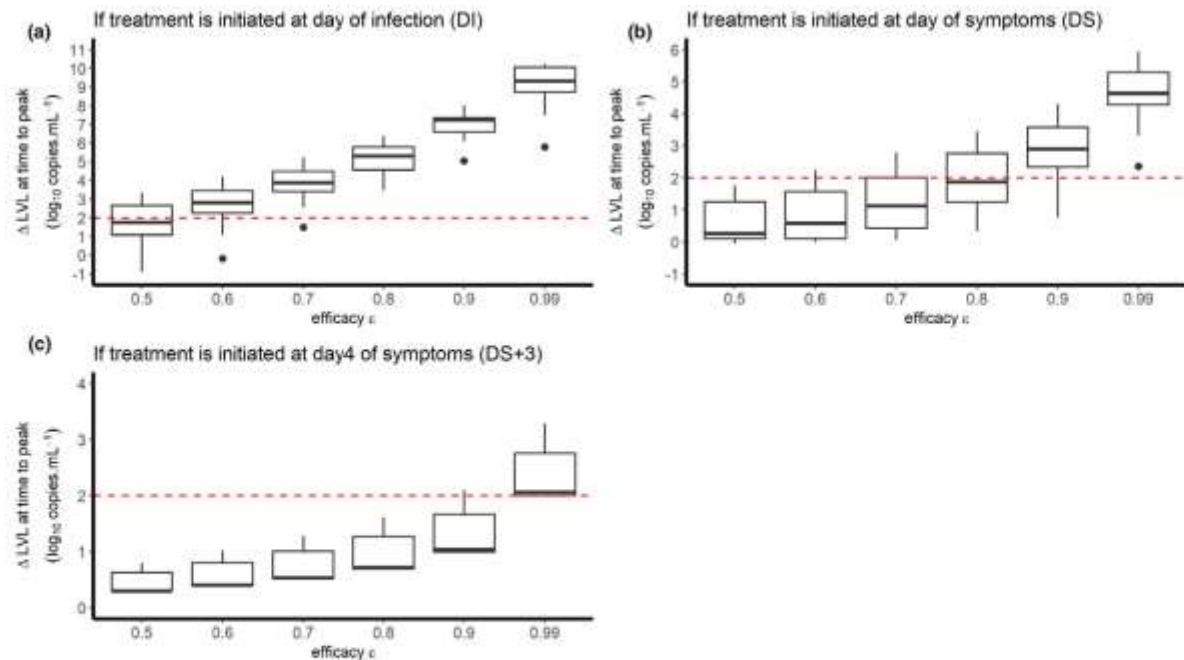 (a)
If treatment is initiated at day of infection (DI)
Δ LVL at time to peak
(log₁₀ copies.mL⁻¹)
11
10
9
8
7
6
5
4
3
2
1
0
-1
0.5 0.6 0.7 0.8 0.9 0.99
efficacy ε
(b)
If treatment is initiated at day of symptoms (DS)
Δ LVL at time to peak
(log₁₀ copies.mL⁻¹)
6
5
4
3
2
1
0
-1
0.5 0.6 0.7 0.8 0.9 0.99
efficacy ε
(c)
If treatment is initiated at day4 of symptoms (DS+3)
Δ LVL at time to peak
(log₁₀ copies.mL⁻¹)
4
3
2
1
0
0.5 0.6 0.7 0.8 0.9 0.99
efficacy ε